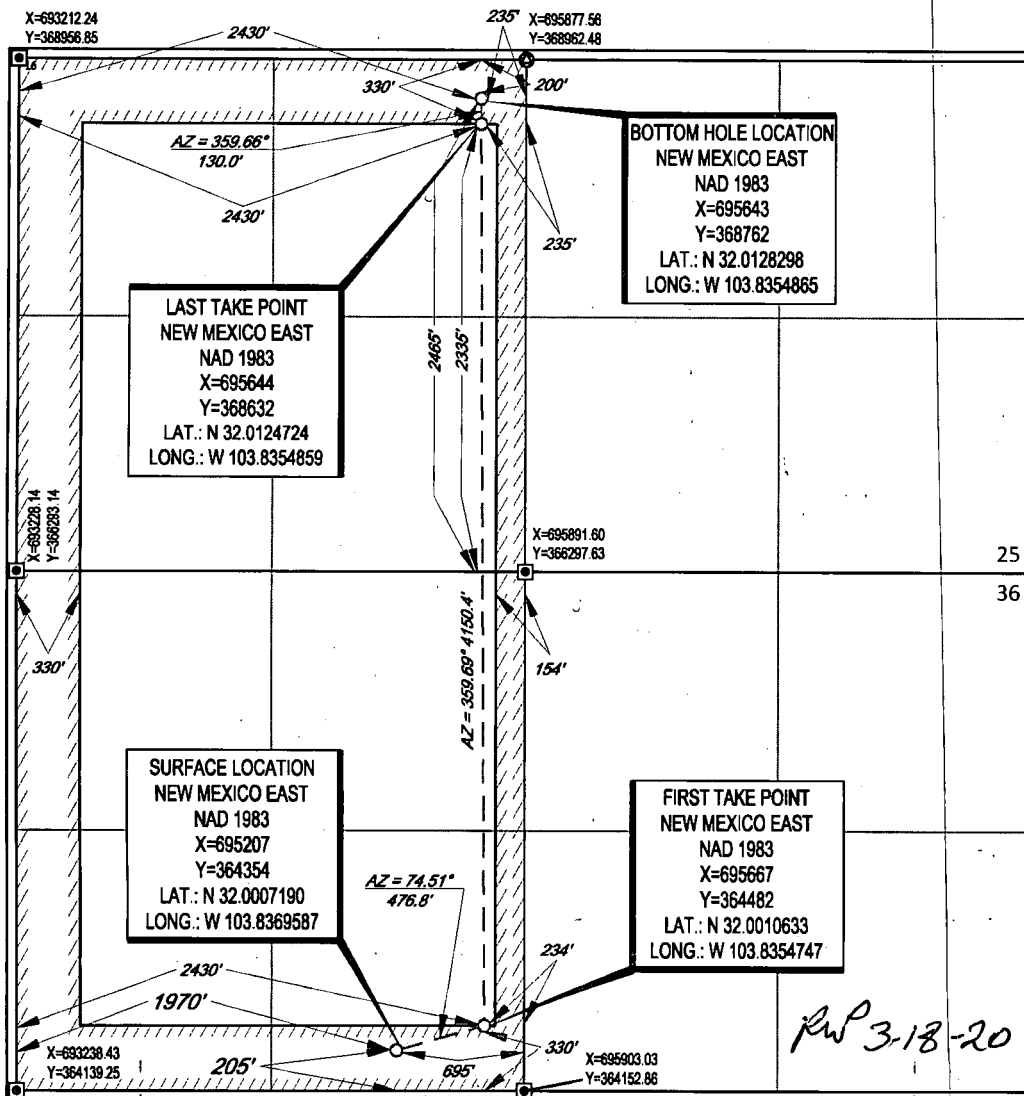 X=693212.24
Y=368956.85
2430'
235'
X=695877.56
Y=368962.48
330'
200'
AZ = 359.66°
130.0'
2430'
235'
BOTTOM HOLE LOCATION
NEW MEXICO EAST
NAD 1983
X=695643
Y=368762
LAT.: N 32.0128298
LONG.: W 103.8354865
LAST TAKE POINT
NEW MEXICO EAST
NAD 1983
X=695644
Y=368632
LAT.: N 32.0124724
LONG.: W 103.8354859
2465'
2335'
X=693228.14
Y=366283.14
X=695891.60
Y=366297.63
25
36
330'
154'
AZ = 359.69° 4150.4'
SURFACE LOCATION
NEW MEXICO EAST
NAD 1983
X=695207
Y=364354
LAT.: N 32.0007190
LONG.: W 103.8369587
FIRST TAKE POINT
NEW MEXICO EAST
NAD 1983
X=695667
Y=364482
LAT.: N 32.0010633
LONG.: W 103.8354747
AZ = 74.51°
476.8'
2430'
234'
1970'
330'
X=693238.43
Y=364139.25
205'
695'
X=695903.03
Y=364152.86
RWP 3-18-20